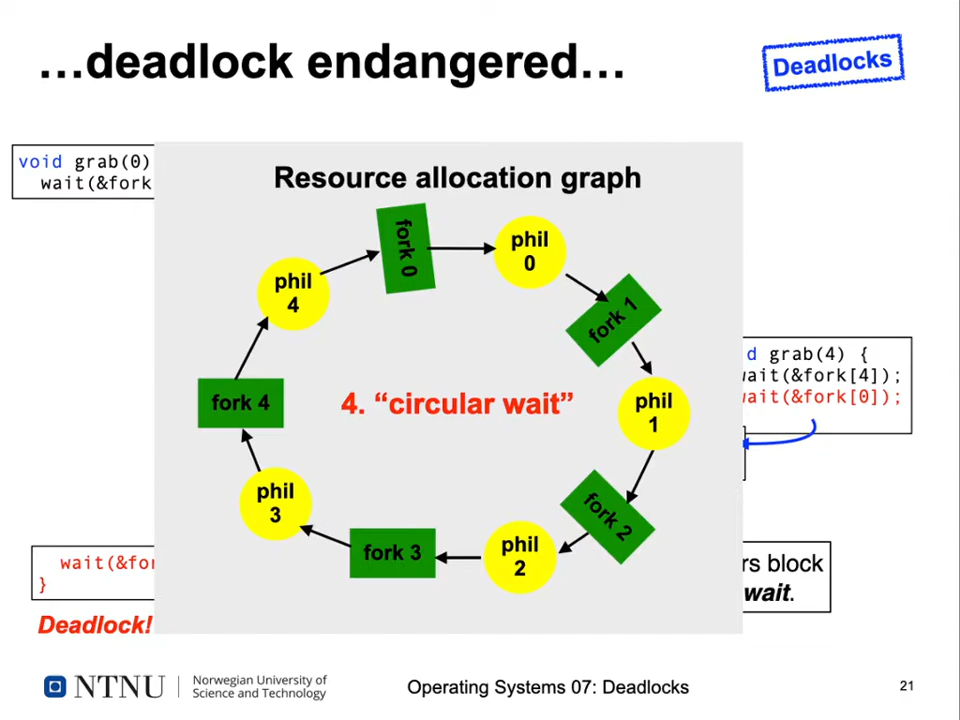 …deadlock endangered…
Deadlocks
void grab(0)
wait(&fork
Resource allocation graph
fork 0
phil
0
phil
4
fork 1
d grab(4) {
wait(&fork[4]);
wait(&fork[0]);
fork 4
4. “circular wait”
phil
1
phil
3
fork 2
fork 3
phil
2
wait(&for
}
rs block
wait.
Deadlock!
NTNU
Norwegian University of
Science and Technology
Operating Systems 07: Deadlocks
21